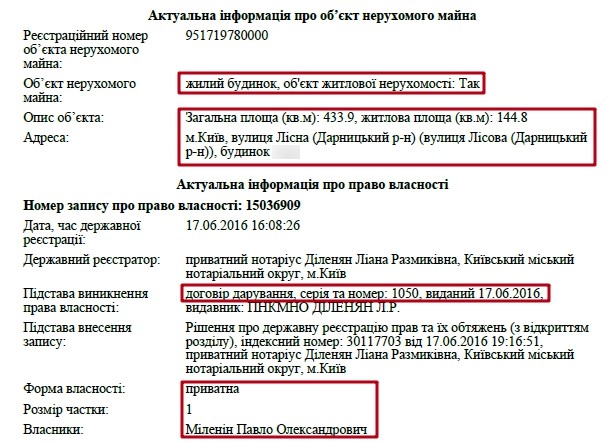 Актуальна інформація про об’єкт нерухомого майна
Реєстраційний номер 951719780000
об’єкта нерухомого
майна:
Об’єкт нерухомого жилий будинок, об'єкт житлової нерухомості: Так
майна:
Опис об’єкта: Загальна площа (кв.м): 433.9, житлова площа (кв.м): 144.8
Адреса: м.Київ, вулиця Лісна (Дарницький р-н) (вулиця Лісова (Дарницький
р-н)), будинок
Актуальна інформація про право власності
Номер запису про право власності: 15036909
Дата, час державної 17.06.2016 16:08:26
реєстрації:
Державний реєстратор: приватний нотаріус Діленян Ліана Размиківна, Київський міський
нотаріальний округ, м.Київ
Підстава виникнення договір дарування, серія та номер: 1050, виданий 17.06.2016,
права власності: видавник: ПНКМНО ДІЛЕНЯН Л.Р.
Підстава внесення Рішення про державну реєстрацію прав та їх обтяжень (з відкриттям
запису: розділу), індексний номер: 30117703 від 17.06.2016 19:16:51,
приватний нотаріус Діленян Ліана Размиківна, Київський міський
нотаріальний округ, м.Київ
Форма власності: приватна
Розмір частки: 1
Власники: Міленін Павло Олександрович